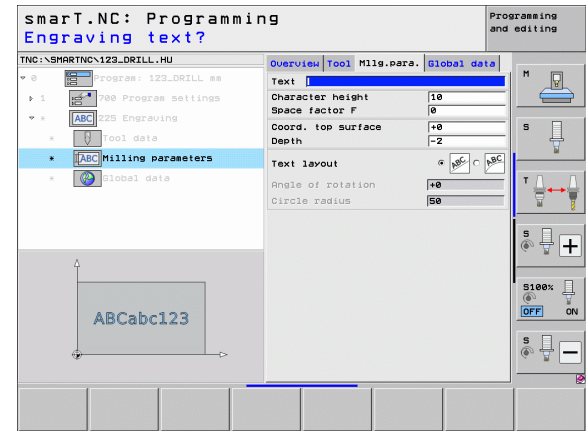 smarT.NC: Programming
Engraving text?
Programming
and editing
TNC:\SMARTNC\123_DRILL.HU
0 Program: 123_DRILL mm
1 700 Program settings
* ABC 225 Engraving
* Tool data
* ABC Milling parameters
* Global data
Overview Tool Mllg.para. Global data
Text
Character height 10
Space factor F 0
Coord. top surface +0
Depth -2
Text layout ABC ABC
Angle of rotation +0
Circle radius 50
ABCabc123
M
S
T
S
S100%
OFF ON
S